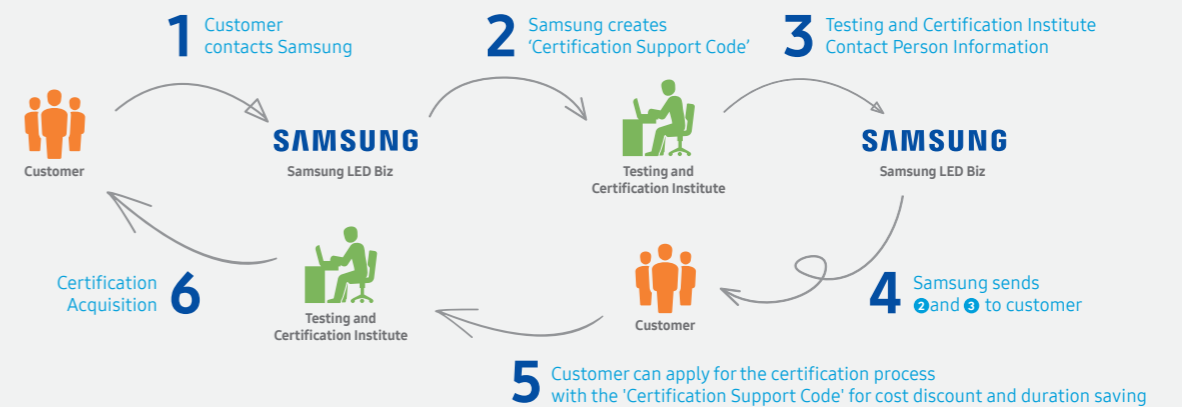 1 Customer
contacts Samsung
2 Samsung creates
'Certification Support Code'
3 Testing and Certification Institute
Contact Person Information
Customer
SAMSUNG
Samsung LED Biz
Testing and
Certification Institute
SAMSUNG
Samsung LED Biz
4 Samsung sends
2 and 3 to customer
Customer
5 Customer can apply for the certification process
with the 'Certification Support Code' for cost discount and duration saving
Testing and
Certification Institute
Certification
Acquisition 6